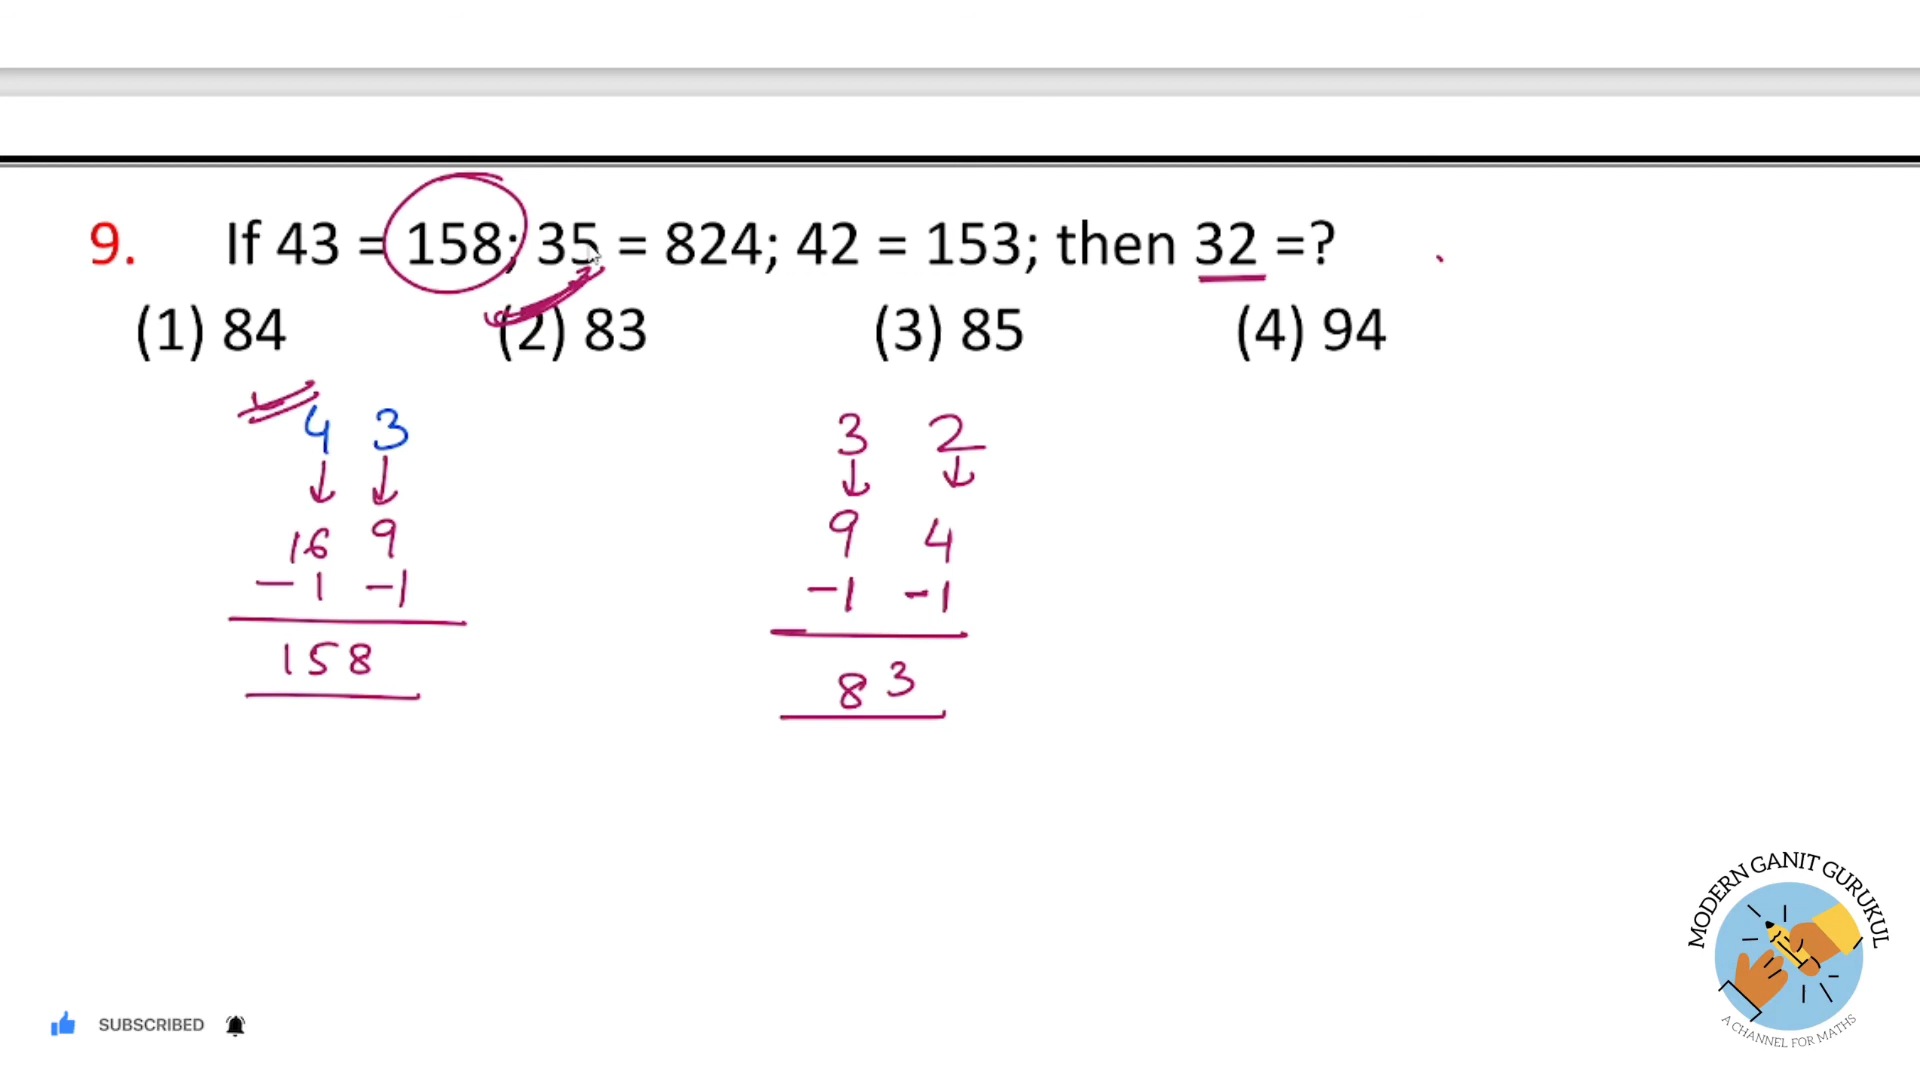 9. If 43 = 158; 35 = 824; 42 = 153; then 32 =?
(1) 84 (2) 83 (3) 85 (4) 94
4 3 3 2
16 9 9 4
-1 -1 -1 -1
158 83
MODERN GANIT GURUKUL
A CHANNEL FOR MATHS
SUBSCRIBED